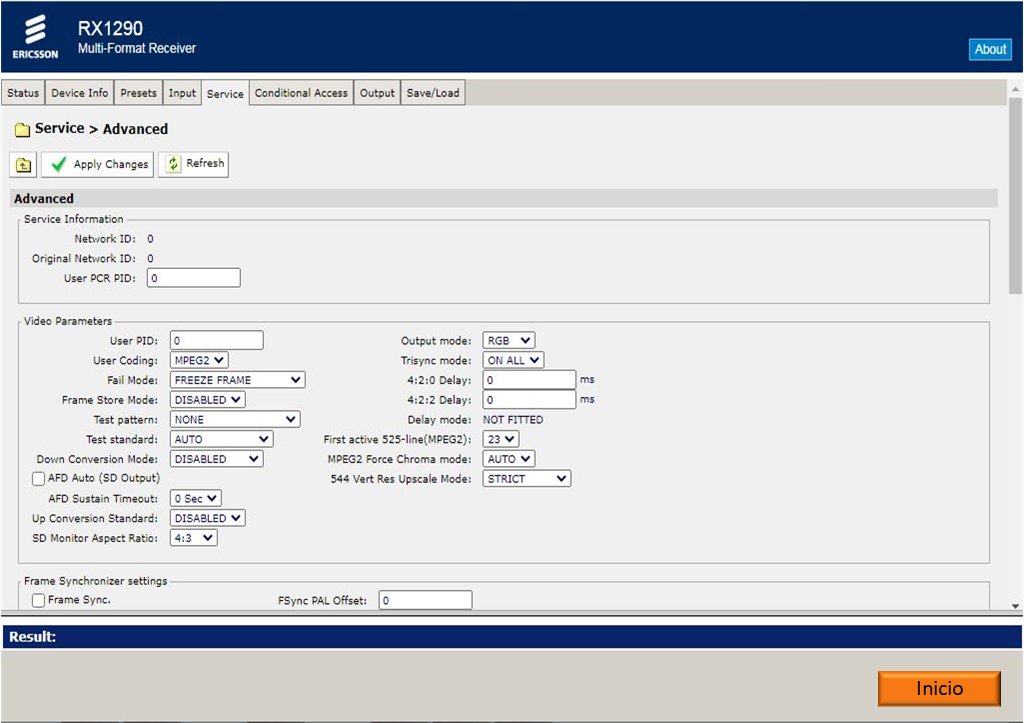 RX1290
Multi-Format Receiver
ERICSSON
About
Status Device Info Presets Input Service Conditional Access Output Save/Load
Service > Advanced
Apply Changes Refresh
Advanced
Service Information
Network ID: 0
Original Network ID: 0
User PCR PID: 0
Video Parameters
User PID: 0 Output mode: RGB
User Coding: MPEG2 Trisync mode: ON ALL
Fail Mode: FREEZE FRAME 4:2:0 Delay: 0 ms
Frame Store Mode: DISABLED 4:2:2 Delay: 0 ms
Test pattern: NONE Delay mode: NOT FITTED
Test standard: AUTO First active 525-line(MPEG2): 23
Down Conversion Mode: DISABLED MPEG2 Force Chroma mode: AUTO
AFD Auto (SD Output) 544 Vert Res Upscale Mode: STRICT
AFD Sustain Timeout: 0 Sec
Up Conversion Standard: DISABLED
SD Monitor Aspect Ratio: 4:3
Frame Synchronizer settings
Frame Sync. FSync PAL Offset: 0
Result:
Inicio